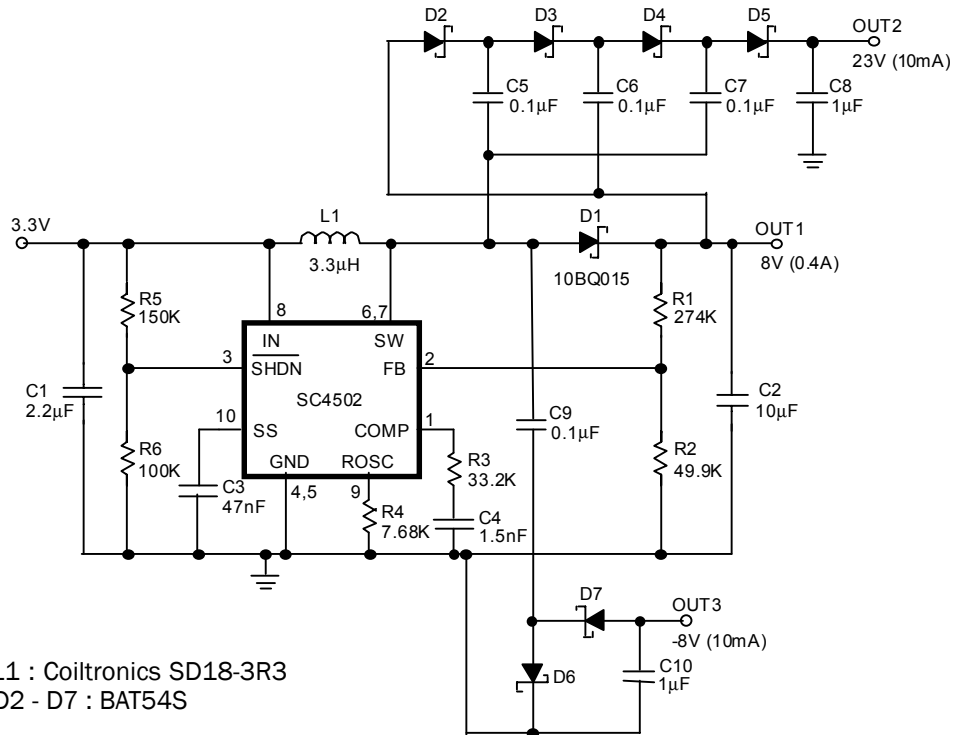 D2 D3 D4 D5 OUT2
23V (10mA)
C5
0.1μF
C6
0.1μF
C7
0.1μF
C8
1μF
3.3V
L1
3.3μH
D1
10BQ015
OUT1
8V (0.4A)
R5
150K
8
6,7
R1
274K
IN
SW
3
SHDN
FB
2
C1
2.2μF
SC4502
C2
10μF
10
SS
COMP
1
C9
0.1μF
R6
100K
GND
ROSC
R3
33.2K
R2
49.9K
C3
47nF
4,5
9
R4
7.68K
C4
1.5nF
D7
OUT3
-8V (10mA)
D6
C10
1μF
L1 : Coiltronics SD18-3R3
D2 - D7 : BAT54S